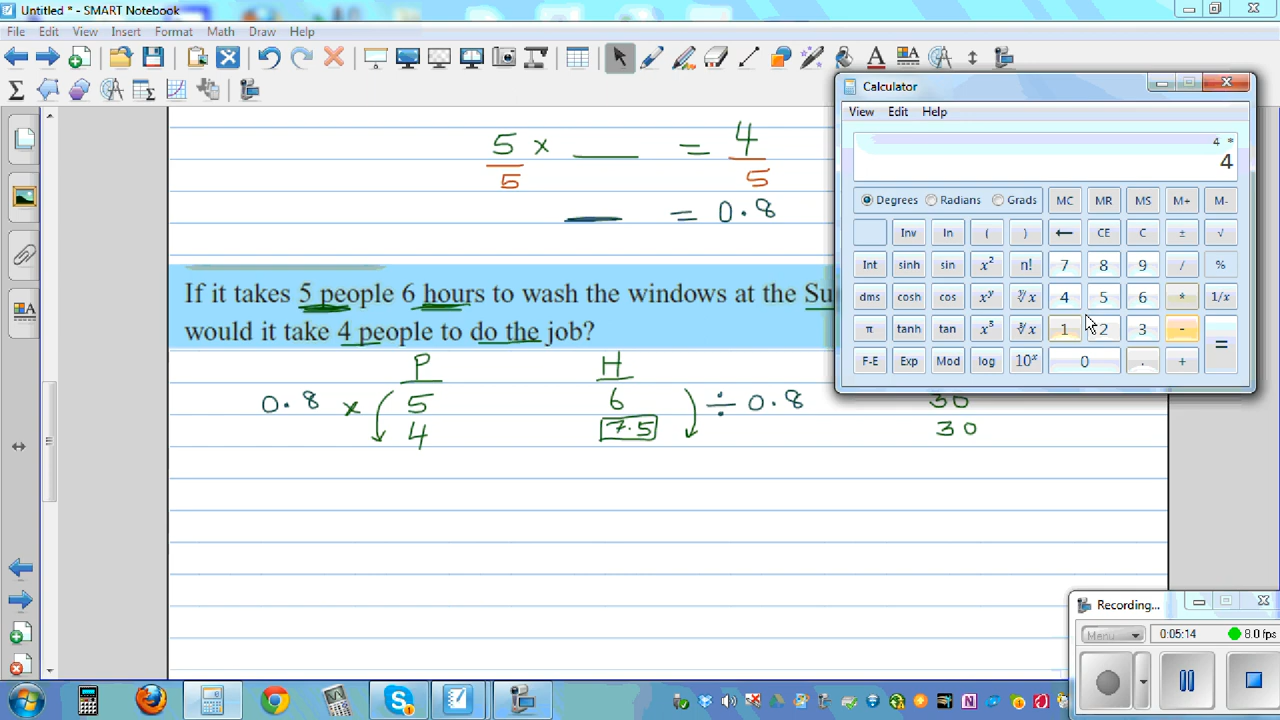 Untitled * - SMART Notebook
File Edit View Insert Format Math Draw Help
5 × ___ = 4
5 5
___ = 0.8
If it takes 5 people 6 hours to wash the windows at the Su
would it take 4 people to do the job?
P H
0.8 × 5 6 ÷ 0.8 30
4 7.5 30
Calculator
View Edit Help
4 *
4
Degrees Radians Grads MC MR MS M+ M-
Inv ln ( ) ← CE C ± √
Int sinh sin x² n! 7 8 9 / %
dms cosh cos xʸ ʸ√x 4 5 6 * 1/x
π tanh tan x³ ³√x 1 2 3 - =
F-E Exp Mod log 10ˣ 0 . +
Recording...
Menu 0:05:14 8.0 fps